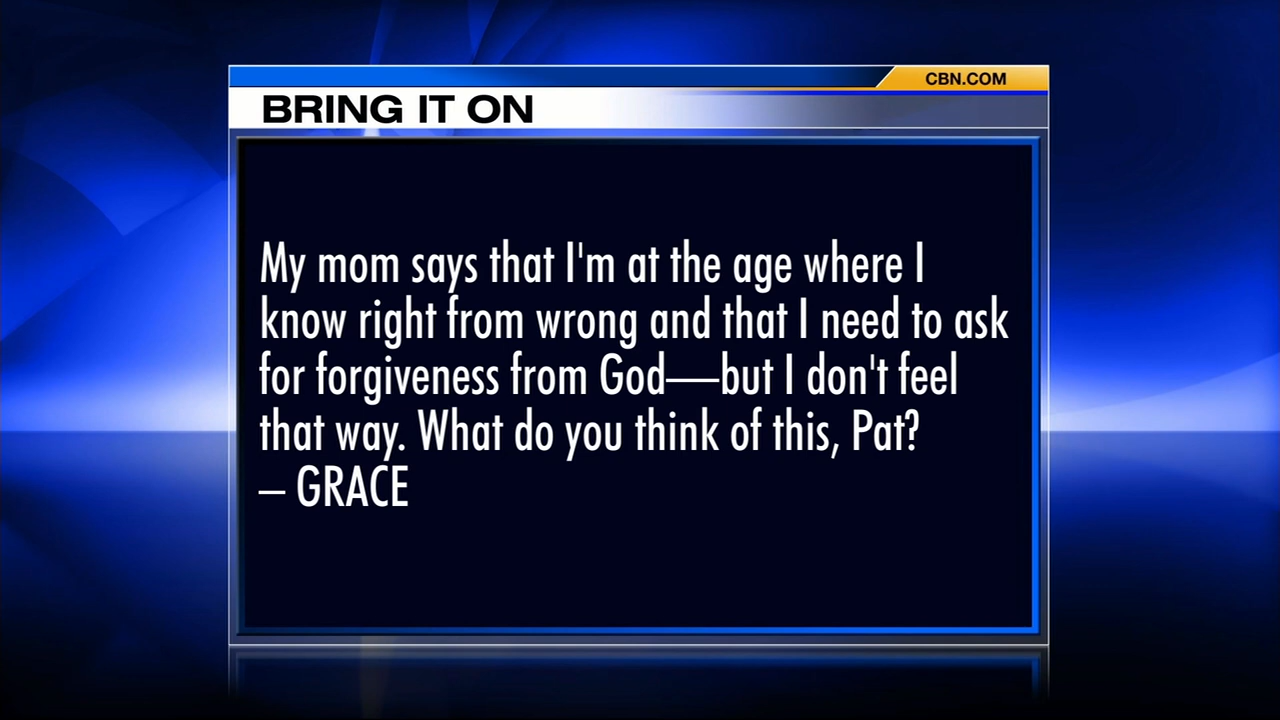 CBN.COM
BRING IT ON
My mom says that I'm at the age where I
know right from wrong and that I need to ask
for forgiveness from God—but I don't feel
that way. What do you think of this, Pat?
– GRACE